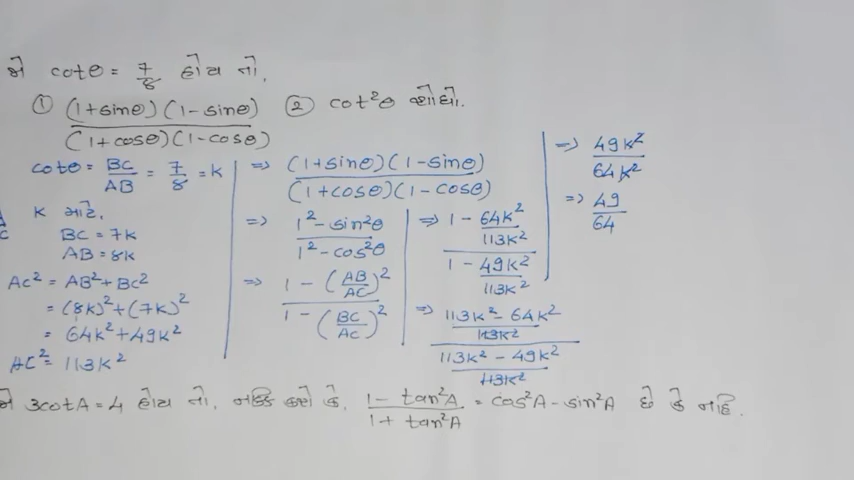 જો cotθ = 7/8 હોય તો,
① (1+sinθ)(1-sinθ) / (1+cosθ)(1-cosθ) ② cot²θ શોધો.
cotθ = BC/AB = 7/8 = k
k માટે,
BC = 7k
AB = 8k
AC² = AB² + BC²
= (8k)² + (7k)²
= 64k² + 49k²
AC² = 113k²
⇒ (1+sinθ)(1-sinθ) / (1+cosθ)(1-cosθ)
⇒ 1² - sin²θ / 1² - cos²θ
⇒ 1 - (AB/AC)² / 1 - (BC/AC)²
⇒ 1 - 64k²/113k² / 1 - 49k²/113k²
⇒ 113k² - 64k²/113k² / 113k² - 49k²/113k²
⇒ 49k²/64k²
⇒ 49/64
જો 3cotA = 4 હોય તો, નક્કિ કરો કે, 1 - tan²A / 1 + tan²A = cos²A - sin²A છે કે નહિ.